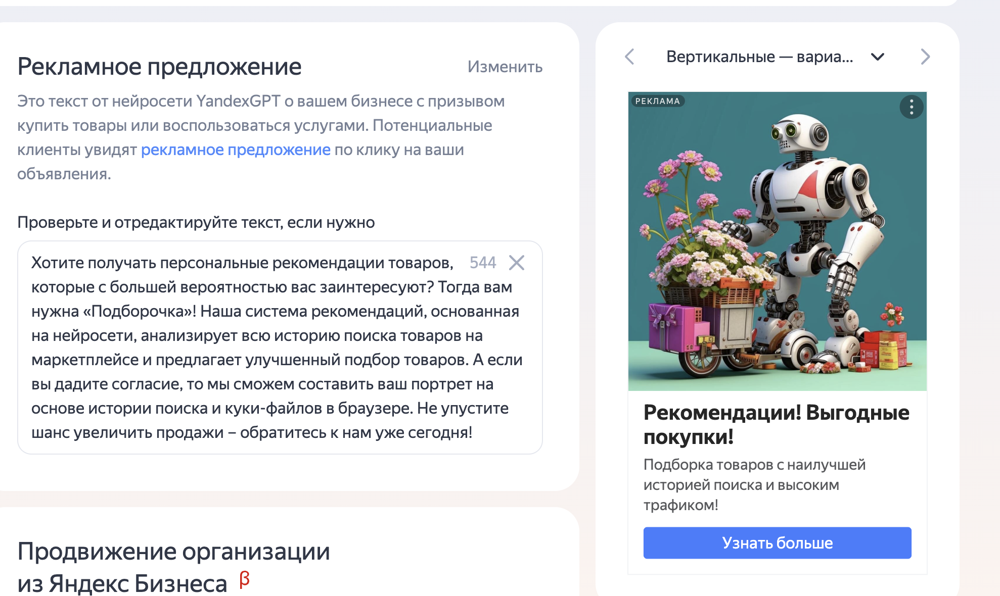 Рекламное предложение
Изменить
Это текст от нейросети YandexGPT о вашем бизнесе с призывом
купить товары или воспользоваться услугами. Потенциальные
клиенты увидят рекламное предложение по клику на ваши
объявления.
Проверьте и отредактируйте текст, если нужно
Хотите получать персональные рекомендации товаров,
544
которые с большей вероятностью вас заинтересуют? Тогда вам
нужна «Подборочка»! Наша система рекомендаций, основанная
на нейросети, анализирует всю историю поиска товаров на
маркетплейсе и предлагает улучшенный подбор товаров. А если
вы дадите согласие, то мы сможем составить ваш портрет на
основе истории поиска и куки-файлов в браузере. Не упустите
шанс увеличить продажи – обратитесь к нам уже сегодня!
Продвижение организации
из Яндекс Бизнеса β
Вертикальные — вариа...
РЕКЛАМА
Рекомендации! Выгодные
покупки!
Подборка товаров с наилучшей
историей поиска и высоким
трафиком!
Узнать больше